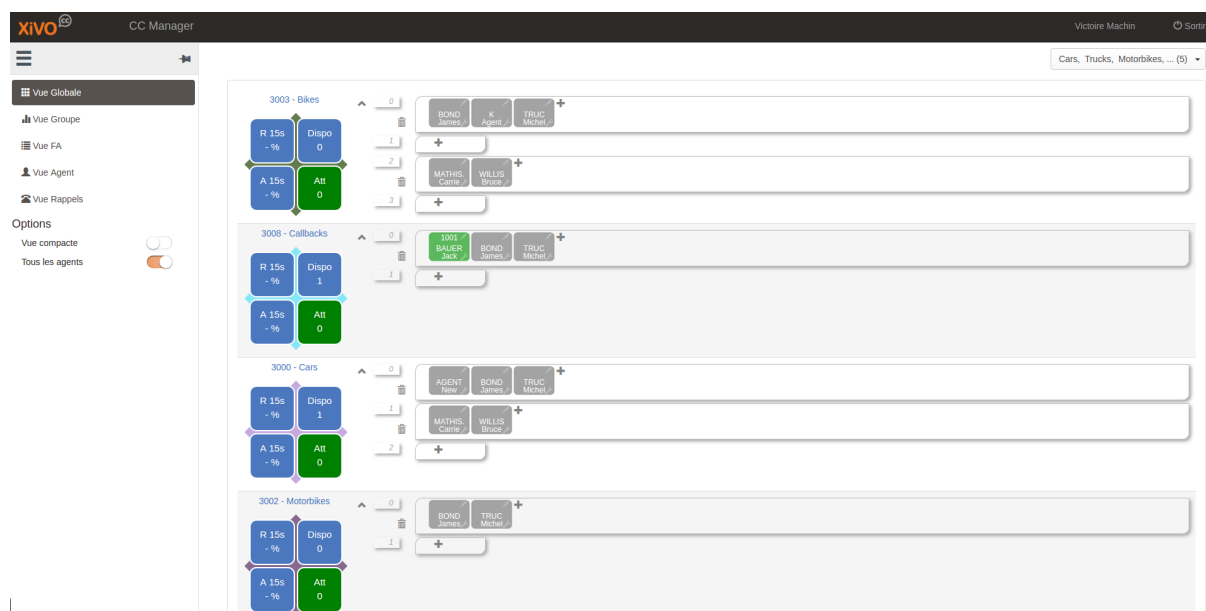 XiVO CC
CC Manager
Victoire Machin
Sortir
Cars, Trucks, Motorbikes, ... (5)
Vue Globale
Vue Groupe
Vue FA
Vue Agent
Vue Rappels
Options
Vue compacte
Tous les agents
3003 - Bikes
R 15s
- %
Dispo
0
A 15s
- %
Att
0
0
BOND
James
K
Agent
TRUC
Michel
1
2
MATHIS.
Carrie
WILLIS
Bruce
3
3008 - Callbacks
R 15s
- %
Dispo
1
A 15s
- %
Att
0
0
1001
BAUER
Jack
BOND
James
TRUC
Michel
1
3000 - Cars
R 15s
- %
Dispo
1
A 15s
- %
Att
0
0
AGENT
New
BOND
James
TRUC
Michel
1
MATHIS.
Carrie
WILLIS
Bruce
2
3002 - Motorbikes
R 15s
- %
Dispo
0
A 15s
- %
Att
0
0
BOND
James
TRUC
Michel
1